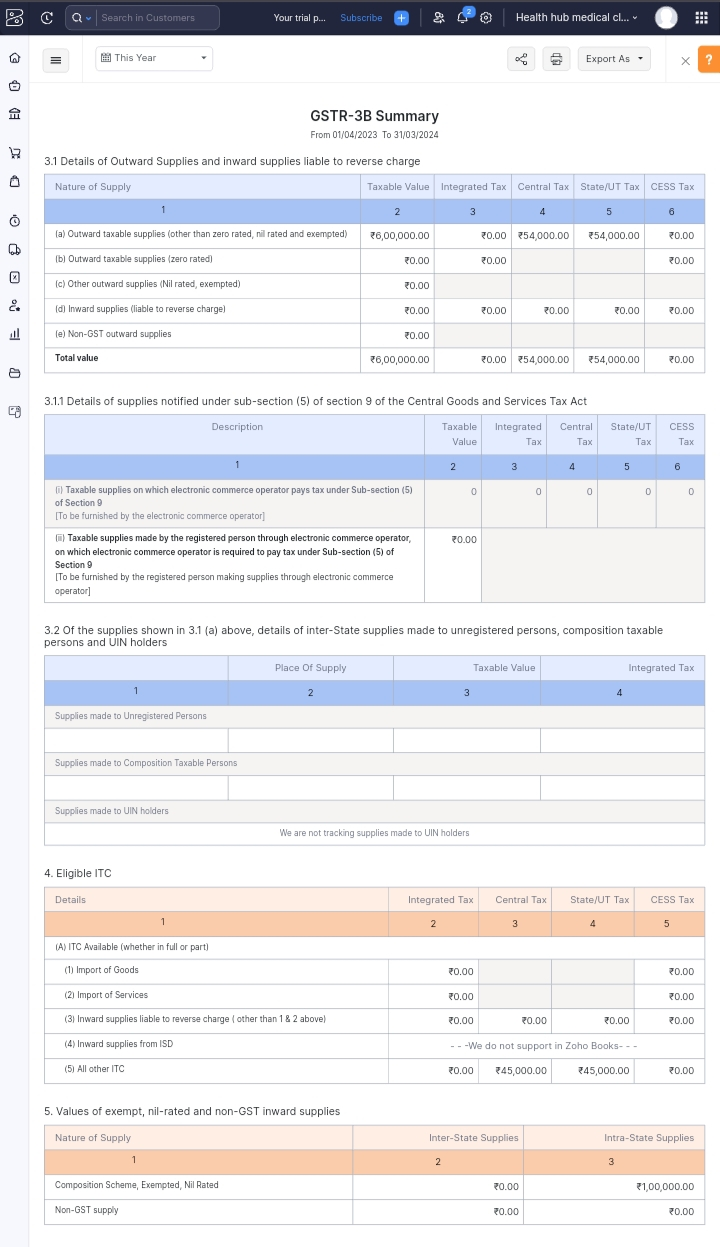 Search in Customers
Your trial p...
Subscribe
2
Health hub medical cl...
This Year
Export As
?
GSTR-3B Summary
From 01/04/2023 To 31/03/2024
3.1 Details of Outward Supplies and inward supplies liable to reverse charge
Nature of Supply Taxable Value Integrated Tax Central Tax State/UT Tax CESS Tax
1 2 3 4 5 6
(a) Outward taxable supplies (other than zero rated, nil rated and exempted) ₹6,00,000.00 ₹0.00 ₹54,000.00 ₹54,000.00 ₹0.00
(b) Outward taxable supplies (zero rated) ₹0.00 ₹0.00 ₹0.00
(c) Other outward supplies (Nil rated, exempted) ₹0.00
(d) Inward supplies (liable to reverse charge) ₹0.00 ₹0.00 ₹0.00 ₹0.00 ₹0.00
(e) Non-GST outward supplies ₹0.00
Total value ₹6,00,000.00 ₹0.00 ₹54,000.00 ₹54,000.00 ₹0.00
3.1.1 Details of supplies notified under sub-section (5) of section 9 of the Central Goods and Services Tax Act
Description Taxable Integrated Central State/UT CESS
Value Tax Tax Tax Tax
1 2 3 4 5 6
(i) Taxable supplies on which electronic commerce operator pays tax under Sub-section (5) 0 0 0 0 0
of Section 9
[To be furnished by the electronic commerce operator]
(ii) Taxable supplies made by the registered person through electronic commerce operator, ₹0.00
on which electronic commerce operator is required to pay tax under Sub-section (5) of
Section 9
[To be furnished by the registered person making supplies through electronic commerce
operator]
3.2 Of the supplies shown in 3.1 (a) above, details of inter-State supplies made to unregistered persons, composition taxable
persons and UIN holders
Place Of Supply Taxable Value Integrated Tax
1 2 3 4
Supplies made to Unregistered Persons
Supplies made to Composition Taxable Persons
Supplies made to UIN holders
We are not tracking supplies made to UIN holders
4. Eligible ITC
Details Integrated Tax Central Tax State/UT Tax CESS Tax
1 2 3 4 5
(A) ITC Available (whether in full or part)
(1) Import of Goods ₹0.00 ₹0.00
(2) Import of Services ₹0.00 ₹0.00
(3) Inward supplies liable to reverse charge ( other than 1 & 2 above) ₹0.00 ₹0.00 ₹0.00 ₹0.00
(4) Inward supplies from ISD - - -We do not support in Zoho Books- - -
(5) All other ITC ₹0.00 ₹45,000.00 ₹45,000.00 ₹0.00
5. Values of exempt, nil-rated and non-GST inward supplies
Nature of Supply Inter-State Supplies Intra-State Supplies
1 2 3
Composition Scheme, Exempted, Nil Rated ₹0.00 ₹1,00,000.00
Non-GST supply ₹0.00 ₹0.00